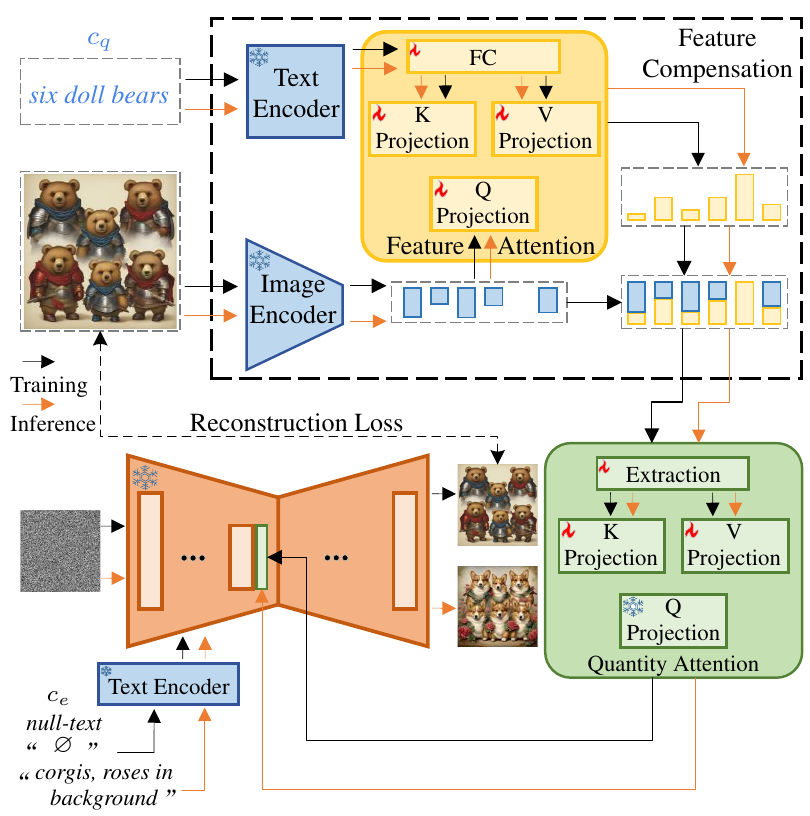 c_q
six doll bears
Text
Encoder
FC
K
Projection
V
Projection
Q
Projection
Feature Attention
Feature
Compensation
Image
Encoder
Training
Inference
Reconstruction Loss
Extraction
K
Projection
V
Projection
Q
Projection
Quantity Attention
...
...
Text Encoder
c_e
null-text
“ ∅ ”
“ corgis, roses in
background ”